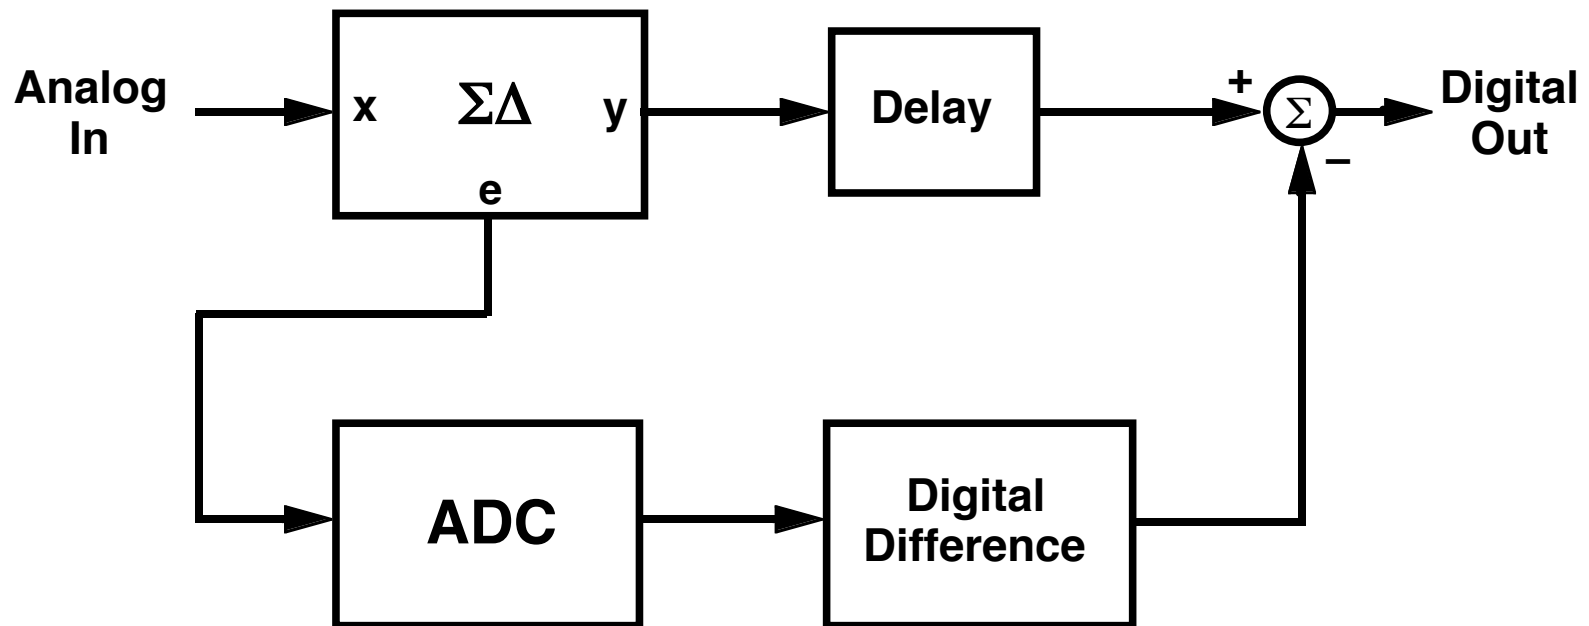 Analog
In
x ΣΔ y
e
Delay
+
Σ
−
Digital
Out
ADC
Digital
Difference